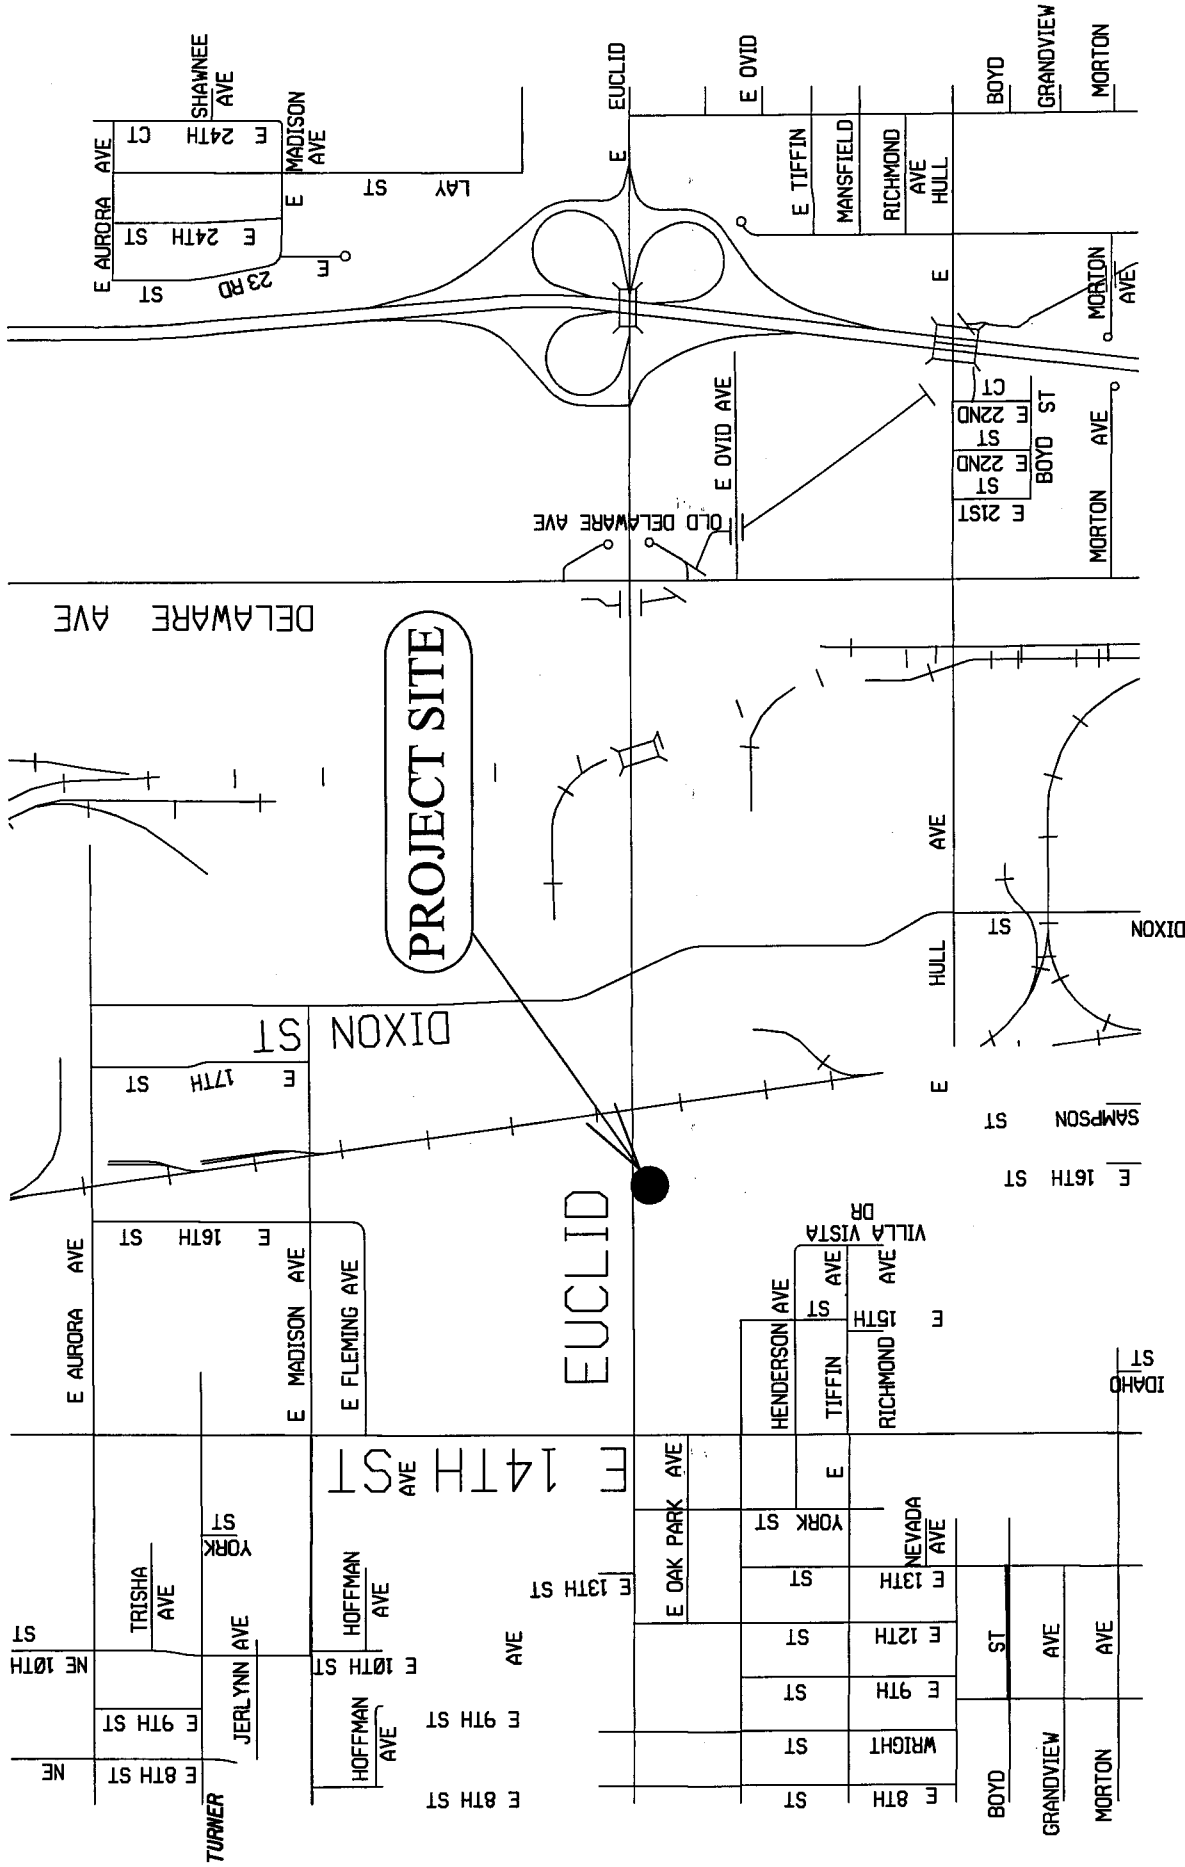 SHAWNEE
AVE
E 24TH CT
E AURORA AVE
E MADISON
AVE
E 24TH ST
E 23RD ST
LAY ST
E EUCLID
E OVID
E TIFFIN
MANSFIELD
RICHMOND
AVE
E HULL
BOYD
GRANDVIEW
MORTON
MORTON
AVE
E OVID AVE
OLD DELAWARE AVE
E 22ND
CT
E 22ND
ST
E 21ST
ST
BOYD ST
MORTON AVE
DELAWARE AVE
PROJECT SITE
E HULL AVE
DIXON
ST
DIXON ST
E 17TH ST
SAMPSON
ST
E 16TH ST
EUCLID
E 16TH ST
E AURORA AVE
E MADISON AVE
E FLEMING AVE
VILLA VISTA
DR
HENDERSON AVE
E TIFFIN AVE
RICHMOND AVE
E 15TH
ST
IDAHO
ST
E 14TH ST
AVE
E OAK PARK AVE
YORK ST
NEVADA
AVE
YORK
ST
TRISHA
AVE
HOFFMAN
AVE
E 13TH ST
E 13TH
ST
E 12TH
ST
NE 10TH
ST
E 10TH ST
AVE
JERLYNN AVE
E 9TH ST
E 9TH ST
E 9TH
ST
HOFFMAN
AVE
WRIGHT
ST
NE
E 8TH ST
E 8TH ST
E 8TH
ST
TURNER
BOYD ST
GRANDVIEW AVE
MORTON AVE